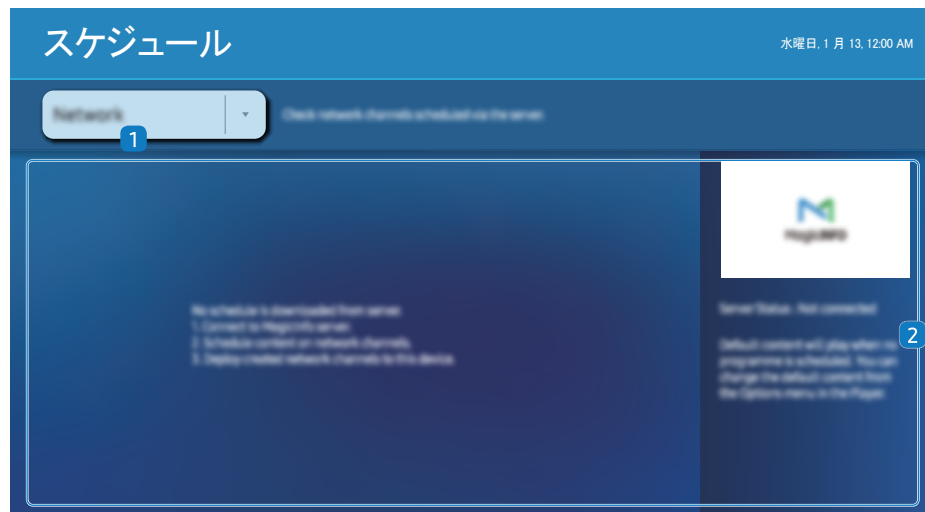 スケジュール
水曜日, 1 月 13, 12:00 AM
Network
Check network channels scheduled via the server.
1
MagicINFO
No schedule is downloaded from server.
1. Connect to MagicInfo server.
2. Schedule content on network channels.
3. Deploy created network channels to this device.
Server Status : Not connected
2
Default content will play when no
programme is scheduled. You can
change the default content from
the Options menu in the Player.